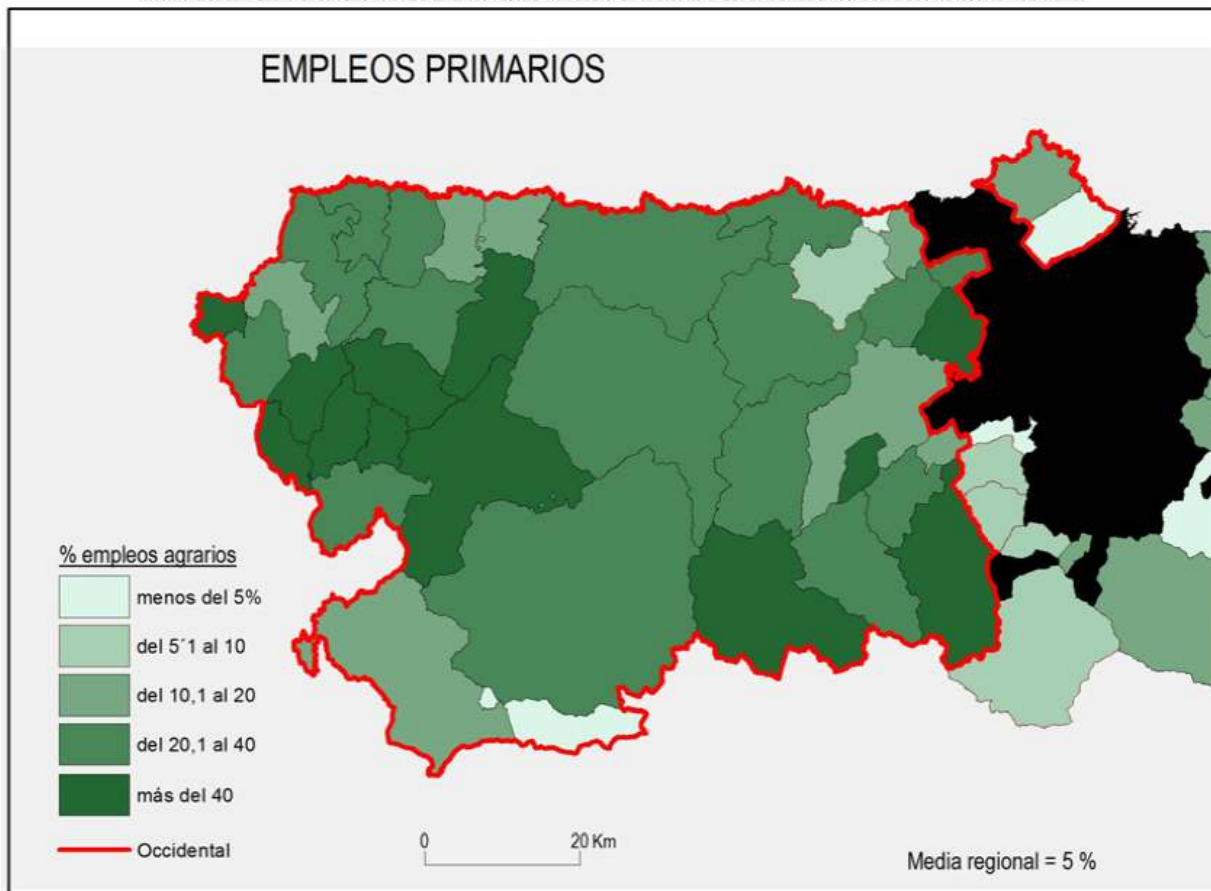 EMPLEOS PRIMARIOS
% empleos agrarios
menos del 5%
del 5´1 al 10
del 10,1 al 20
del 20,1 al 40
más del 40
Occidental
0 20 Km
Media regional = 5 %